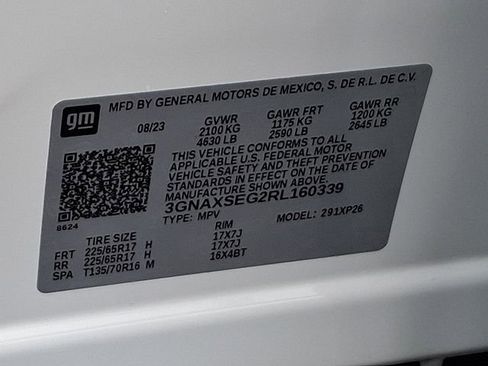 gm
MFD BY GENERAL MOTORS DE MEXICO, S. DE R.L. DE C.V.
08/23 GVWR GAWR FRT GAWR RR
2100 KG 1175 KG 1200 KG
4630 LB 2590 LB 2645 LB
THIS VEHICLE CONFORMS TO ALL
APPLICABLE U.S. FEDERAL MOTOR
VEHICLE SAFETY AND THEFT PREVENTION
STANDARDS IN EFFECT ON THE DATE OF
MANUFACTURE SHOWN ABOVE.
3GNAXSEG2RL160339
8624 TYPE: MPV MODEL: 291XP26
TIRE SIZE RIM
FRT 225/65R17 H 17X7J
RR 225/65R17 H 17X7J
SPA T135/70R16 M 16X4BT